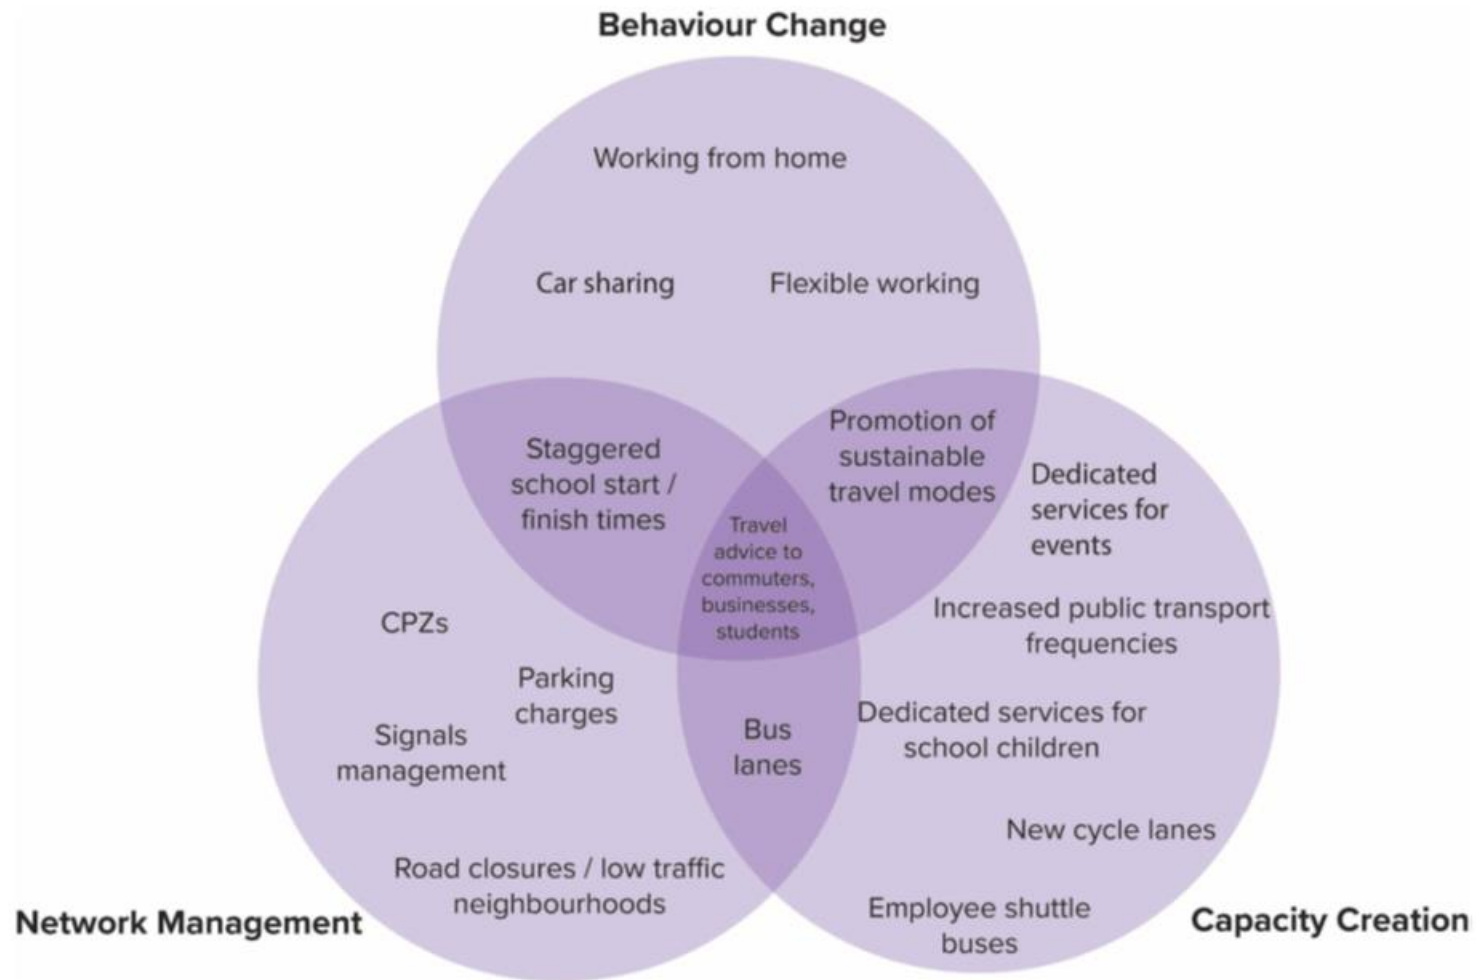 Behaviour Change
Working from home
Car sharing
Flexible working
Staggered
school start /
finish times
Promotion of
sustainable
travel modes
Travel
advice to
commuters,
businesses,
students
Dedicated
services for
events
CPZs
Increased public transport
frequencies
Parking
charges
Signals
management
Bus
lanes
Dedicated services for
school children
New cycle lanes
Road closures / low traffic
neighbourhoods
Employee shuttle
buses
Network Management
Capacity Creation